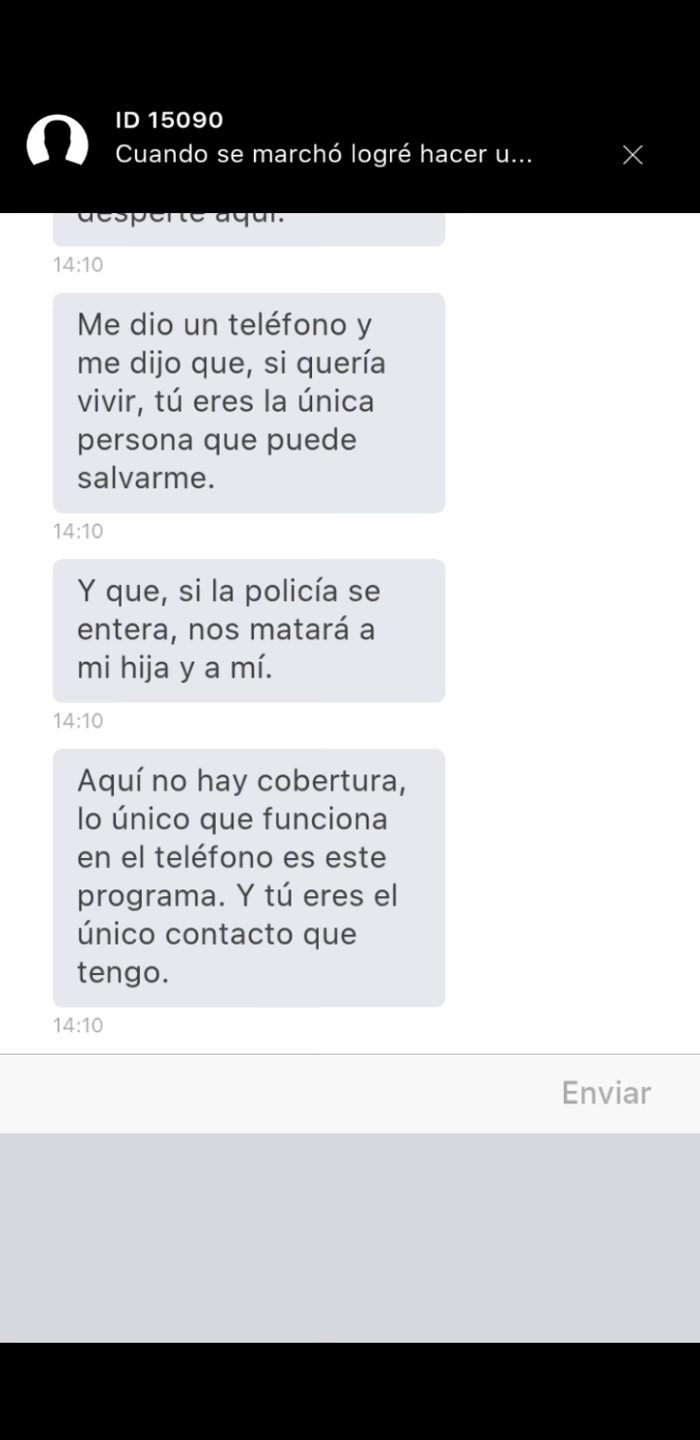 ID 15090
Cuando se marchó logré hacer u...
desperté aquí.
14:10
Me dio un teléfono y
me dijo que, si quería
vivir, tú eres la única
persona que puede
salvarme.
14:10
Y que, si la policía se
entera, nos matará a
mi hija y a mí.
14:10
Aquí no hay cobertura,
lo único que funciona
en el teléfono es este
programa. Y tú eres el
único contacto que
tengo.
14:10
Enviar